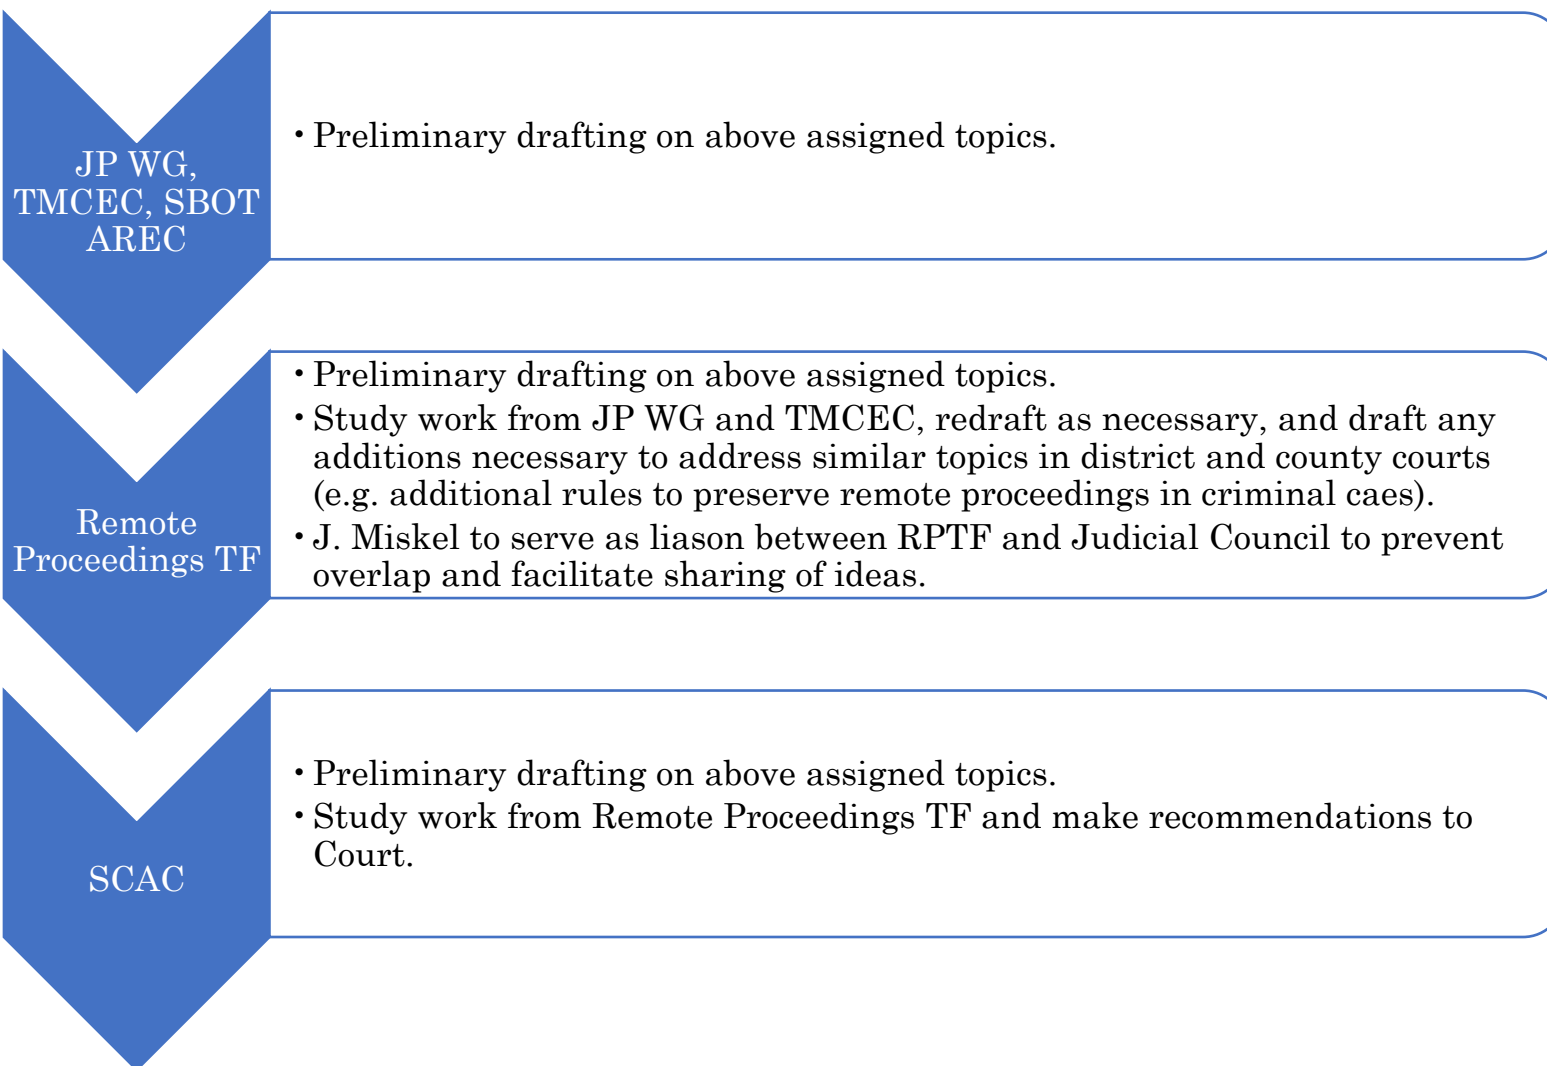 JP WG,
TMCEC, SBOT
AREC
• Preliminary drafting on above assigned topics.
Remote
Proceedings TF
• Preliminary drafting on above assigned topics.
• Study work from JP WG and TMCEC, redraft as necessary, and draft any
additions necessary to address similar topics in district and county courts
(e.g. additional rules to preserve remote proceedings in criminal caes).
• J. Miskel to serve as liason between RPTF and Judicial Council to prevent
overlap and facilitate sharing of ideas.
SCAC
• Preliminary drafting on above assigned topics.
• Study work from Remote Proceedings TF and make recommendations to
Court.